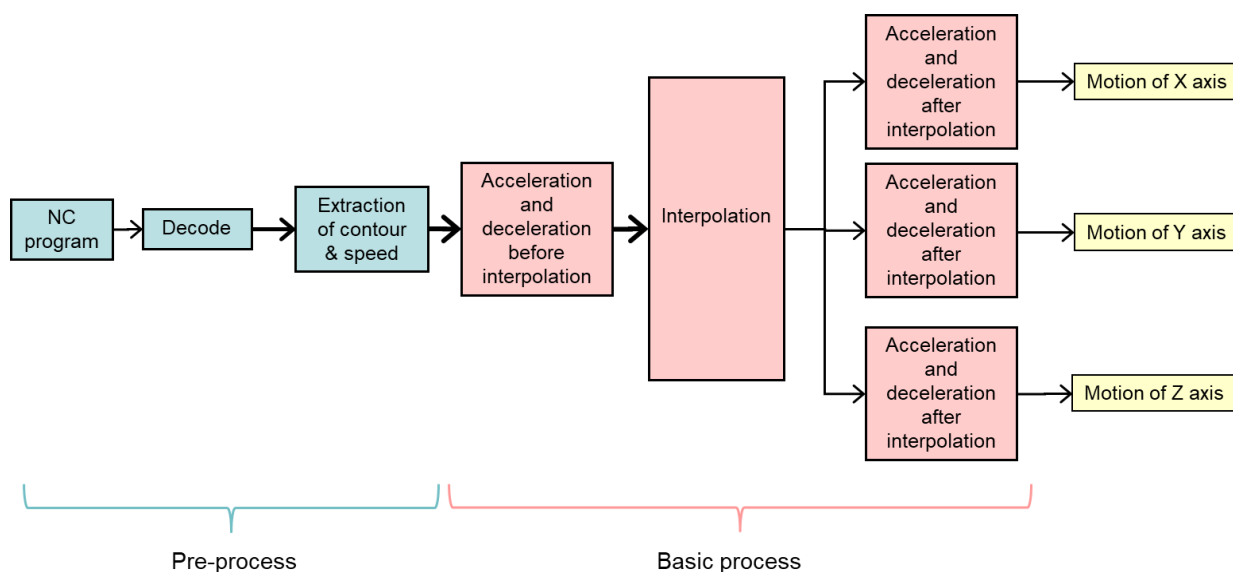 NC
program
Decode
Extraction
of contour
& speed
Acceleration
and
deceleration
before
interpolation
Interpolation
Acceleration
and
deceleration
after
interpolation
Motion of X axis
Acceleration
and
deceleration
after
interpolation
Motion of Y axis
Acceleration
and
deceleration
after
interpolation
Motion of Z axis
Pre-process
Basic process